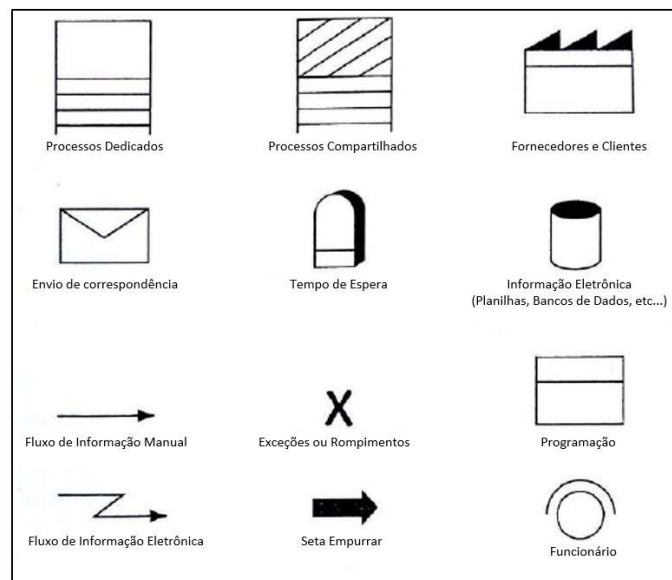 Processos Dedicados
Processos Compartilhados
Fornecedores e Clientes
Envio de correspondência
Tempo de Espera
Informação Eletrônica
(Planilhas, Bancos de Dados, etc...)
Fluxo de Informação Manual
X
Exceções ou Rompimentos
Programação
Fluxo de Informação Eletrônica
Seta Empurrar
Funcionário